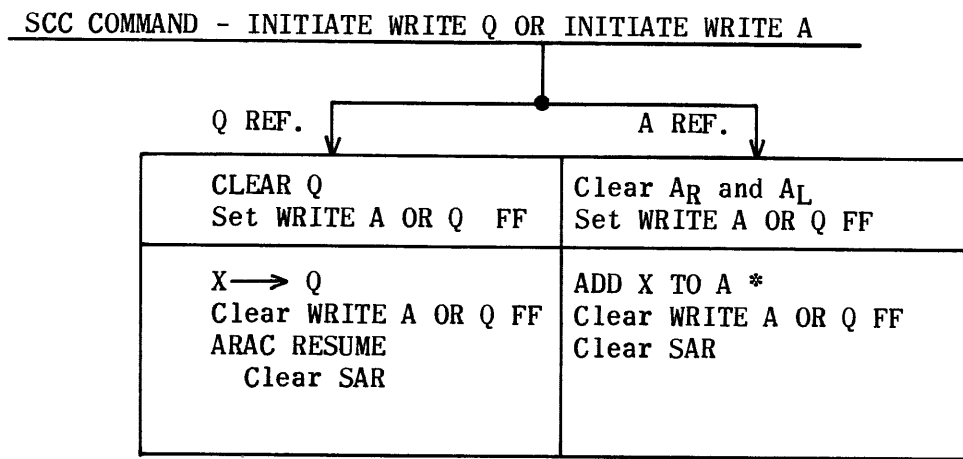 SCC COMMAND - INITIATE WRITE Q OR INITIATE WRITE A
Q REF.
A REF.
CLEAR Q
Set WRITE A OR Q FF
Clear AR and AL
Set WRITE A OR Q FF
X → Q
Clear WRITE A OR Q FF
ARAC RESUME
Clear SAR
ADD X TO A *
Clear WRITE A OR Q FF
Clear SAR